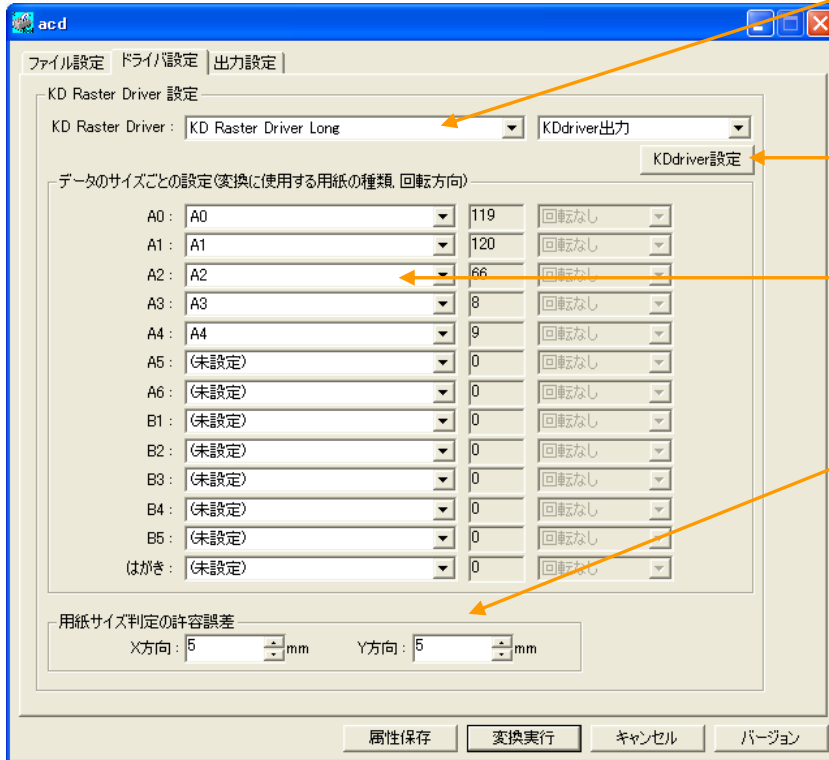 acd
ファイル設定 ドライバ設定 出力設定
KD Raster Driver 設定
KD Raster Driver : KD Raster Driver Long KDdriver出力
KDdriver設定
データのサイズごとの設定(変換に使用する用紙の種類, 回転方向)
A0 : A0 119 回転なし
A1 : A1 120 回転なし
A2 : A2 66 回転なし
A3 : A3 8 回転なし
A4 : A4 9 回転なし
A5 : (未設定) 0 回転なし
A6 : (未設定) 0 回転なし
B1 : (未設定) 0 回転なし
B2 : (未設定) 0 回転なし
B3 : (未設定) 0 回転なし
B4 : (未設定) 0 回転なし
B5 : (未設定) 0 回転なし
はがき : (未設定) 0 回転なし
用紙サイズ判定の許容誤差
X方向 : 5 mm Y方向 : 5 mm
属性保存 変換実行 キャンセル バージョン